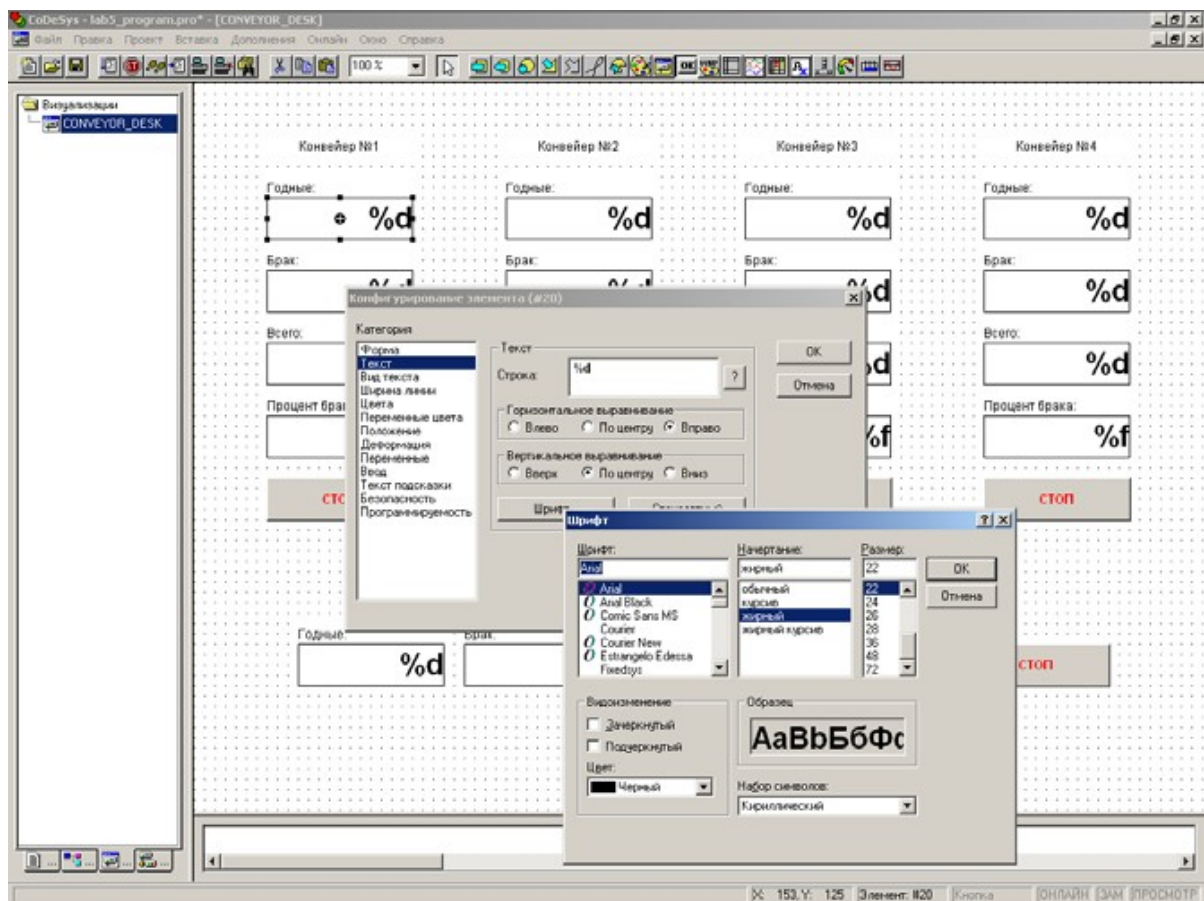 CoDeSys - lab5_program.pro* - [CONVEYOR_DESK]
Файл Правка Проект Вставка Дополнения Онлайн Окно Справка
100 %
Визуализации
CONVEYOR_DESK
Конвейер №1 Конвейер №2 Конвейер №3 Конвейер №4
Годные: Годные: Годные: Годные:
%d %d %d %d
Брак: Брак: Брак: Брак:
%d %d %d %d
Конфигурирование элемента (#20)
Категория
Форма
Текст
Вид текста
Ширина линии
Цвета
Переменные цвета
Положение
Деформация
Переменные
Ввод
Текст подсказки
Безопасность
Программируемость
Текст
Строка: %d ?
OK
Отмена
Горизонтальное выравнивание
Влево По центру Вправо
Вертикальное выравнивание
Вверх По центру Вниз
Шрифт
Всего: Всего:
%d %d
Процент брака:
%f %f
СТОП
Шрифт
Шрифт: Начертание: Размер:
Arial жирный 22 OK
Отмена
Arial обычный 22
Arial Black курсив 24
Comic Sans MS жирный 26
Courier жирный курсив 28
Courier New 36
Estrangelo Edessa 48
Fixedsys 72
Видоизменение
Зачеркнутый
Подчеркнутый
Цвет:
Черный
Образец
АаВbБбФ
Набор символов:
Кириллический
Годные: Брак:
%d
СТОП
X: 153, Y: 125 Элемент: #20 Кнопка ОНЛАЙН ЗАМ ПРОСМОТР